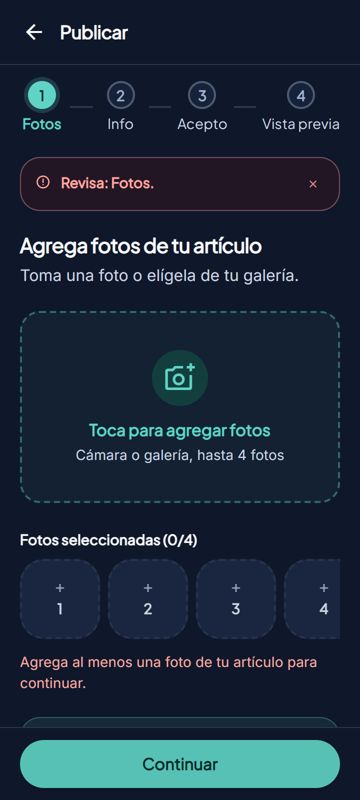 Publicar
1 2 3 4
Fotos Info Acepto Vista previa
Revisa: Fotos. ×
Agrega fotos de tu artículo
Toma una foto o elígela de tu galería.
Toca para agregar fotos
Cámara o galería, hasta 4 fotos
Fotos seleccionadas (0/4)
+ + + +
1 2 3 4
Agrega al menos una foto de tu artículo para
continuar.
Continuar